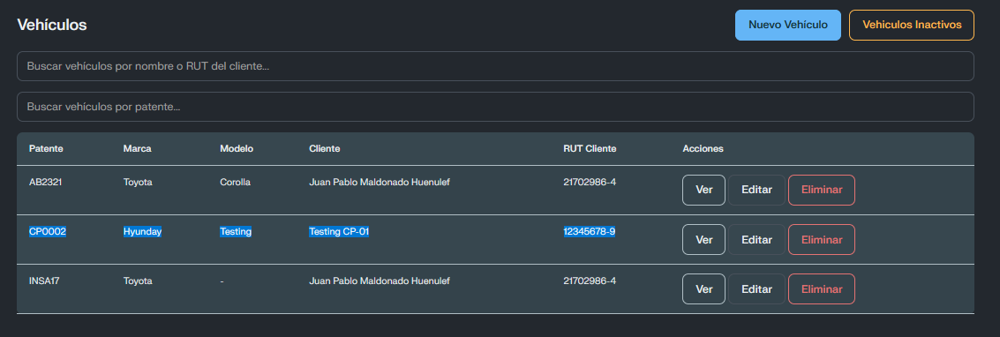 Vehículos
Nuevo Vehículo
Vehiculos Inactivos
Buscar vehículos por nombre o RUT del cliente...
Buscar vehículos por patente...
Patente Marca Modelo Cliente RUT Cliente Acciones
AB2321 Toyota Corolla Juan Pablo Maldonado Huenulef 21702986-4 Ver Editar Eliminar
CP0002 Hyunday Testing Testing CP-01 12345678-9 Ver Editar Eliminar
INSA17 Toyota - Juan Pablo Maldonado Huenulef 21702986-4 Ver Editar Eliminar